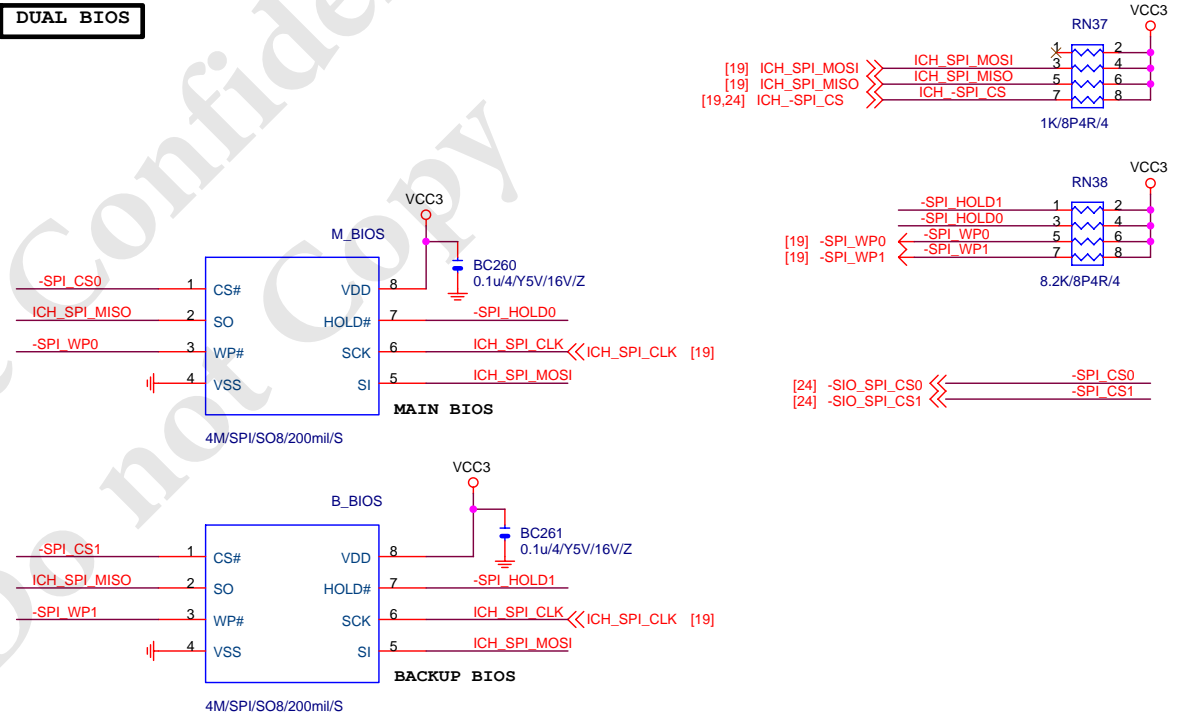 DUAL BIOS
Confide
Do not Copy
VCC3
RN37
1 2
[19] ICH_SPI_MOSI ICH_SPI_MOSI 3 4
[19] ICH_SPI_MISO ICH_SPI_MISO 5 6
[19,24] ICH_-SPI_CS ICH_-SPI_CS 7 8
1K/8P4R/4
VCC3
RN38
-SPI_HOLD1 1 2
-SPI_HOLD0 3 4
[19] -SPI_WP0 -SPI_WP0 5 6
[19] -SPI_WP1 -SPI_WP1 7 8
8.2K/8P4R/4
[24] -SIO_SPI_CS0 -SPI_CS0
[24] -SIO_SPI_CS1 -SPI_CS1
VCC3
M_BIOS
BC260
0.1u/4/Y5V/16V/Z
-SPI_CS0 1 CS# VDD 8
ICH_SPI_MISO 2 SO HOLD# 7 -SPI_HOLD0
-SPI_WP0 3 WP# SCK 6 ICH_SPI_CLK ICH_SPI_CLK [19]
4 VSS SI 5 ICH_SPI_MOSI
MAIN BIOS
4M/SPI/SO8/200mil/S
VCC3
B_BIOS
BC261
0.1u/4/Y5V/16V/Z
-SPI_CS1 1 CS# VDD 8
ICH_SPI_MISO 2 SO HOLD# 7 -SPI_HOLD1
-SPI_WP1 3 WP# SCK 6 ICH_SPI_CLK ICH_SPI_CLK [19]
4 VSS SI 5 ICH_SPI_MOSI
BACKUP BIOS
4M/SPI/SO8/200mil/S